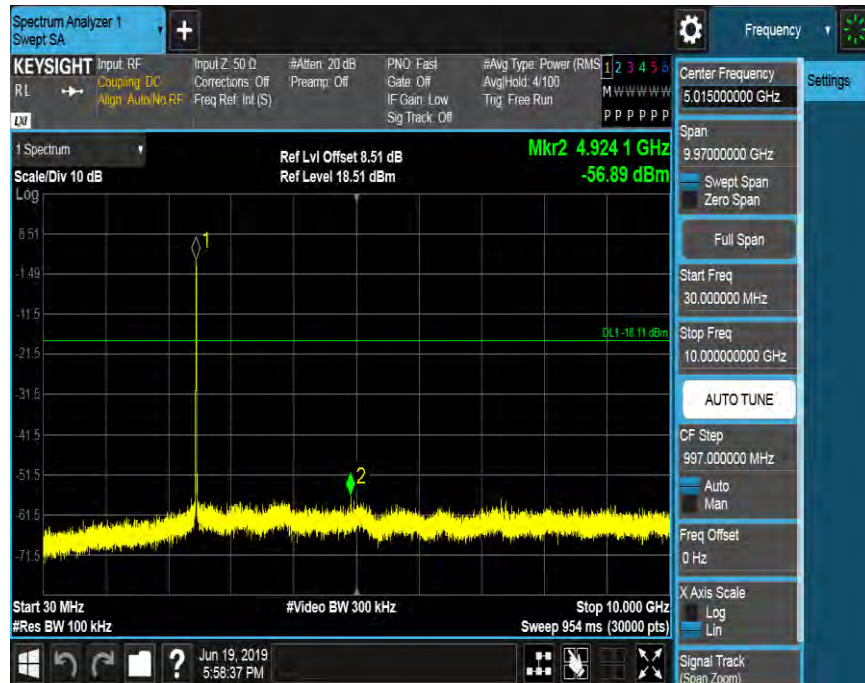 Spectrum Analyzer 1
Swept SA
+
Frequency
KEYSIGHT
RL
LXI
Input: RF
Coupling: DC
Align: Auto/No RF
Input Z: 50 Ω
Corrections: Off
Freq Ref: Int (S)
#Atten: 20 dB
Preamp: Off
PNO: Fast
Gate: Off
IF Gain: Low
Sig Track: Off
#Avg Type: Power (RMS
Avg|Hold: 4/100
Trig: Free Run
1 2 3 4 5 6
M W W W W W
P P P P P P
Center Frequency
5.015000000 GHz
Settings
Span
9.97000000 GHz
Swept Span
Zero Span
Full Span
Start Freq
30.000000 MHz
Stop Freq
10.000000000 GHz
AUTO TUNE
CF Step
997.000000 MHz
Auto
Man
Freq Offset
0 Hz
X Axis Scale
Log
Lin
Signal Track
(Span Zoom)
1 Spectrum
Scale/Div 10 dB
Log
Ref Lvl Offset 8.51 dB
Ref Level 18.51 dBm
Mkr2 4.924 1 GHz
-56.89 dBm
8.51
-1.49
-11.5
-21.5
-31.5
-41.5
-51.5
-61.5
-71.5
1
DL1 -18.11 dBm
2
Start 30 MHz
#Res BW 100 kHz
#Video BW 300 kHz
Stop 10.000 GHz
Sweep 954 ms (30000 pts)
?
Jun 19, 2019
5:58:37 PM